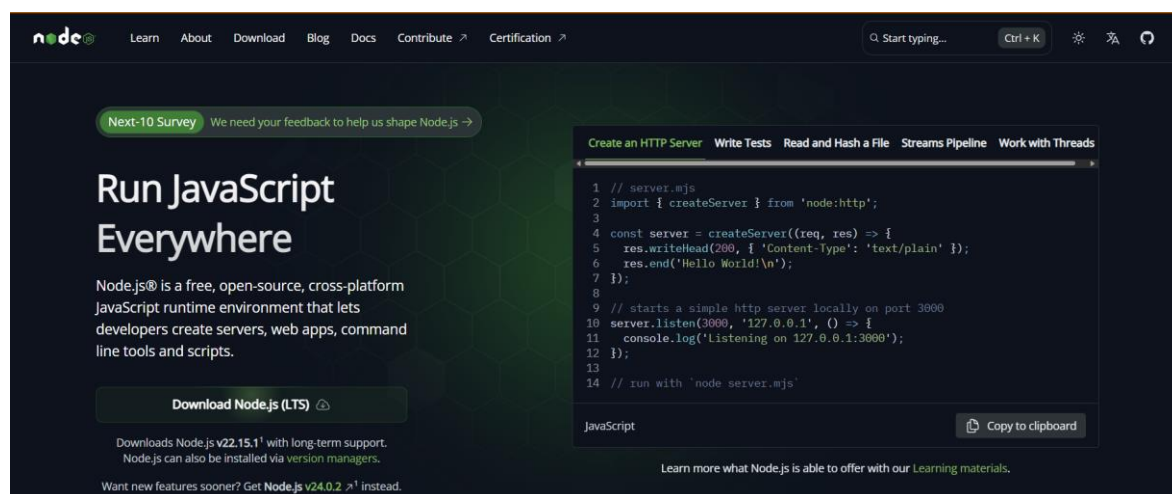 node
Learn About Download Blog Docs Contribute Certification
Start typing... Ctrl + K
Next-10 Survey We need your feedback to help us shape Node.js →
Run JavaScript
Everywhere
Node.js® is a free, open-source, cross-platform
JavaScript runtime environment that lets
developers create servers, web apps, command
line tools and scripts.
Download Node.js (LTS)
Downloads Node.js v22.15.1¹ with long-term support.
Node.js can also be installed via version managers.
Want new features sooner? Get Node.js v24.0.2 ↗¹ instead.
Create an HTTP Server Write Tests Read and Hash a File Streams Pipeline Work with Threads
1 // server.mjs
2 import { createServer } from 'node:http';
3
4 const server = createServer((req, res) => {
5   res.writeHead(200, { 'Content-Type': 'text/plain' });
6   res.end('Hello World!\n');
7 });
8
9 // starts a simple http server locally on port 3000
10 server.listen(3000, '127.0.0.1', () => {
11   console.log('Listening on 127.0.0.1:3000');
12 });
13
14 // run with `node server.mjs`
JavaScript Copy to clipboard
Learn more what Node.js is able to offer with our Learning materials.